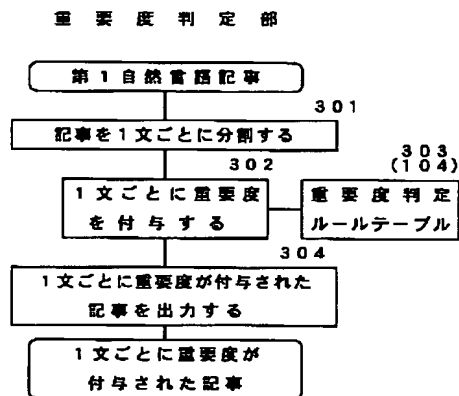 重要度判定部
第1自然言語記事
301
記事を1文ごとに分割する
302
303
(104)
1文ごとに重要度
を付与する
重要度判定
ルールテーブル
304
1文ごとに重要度が付与された
記事を出力する
1文ごとに重要度が
付与された記事